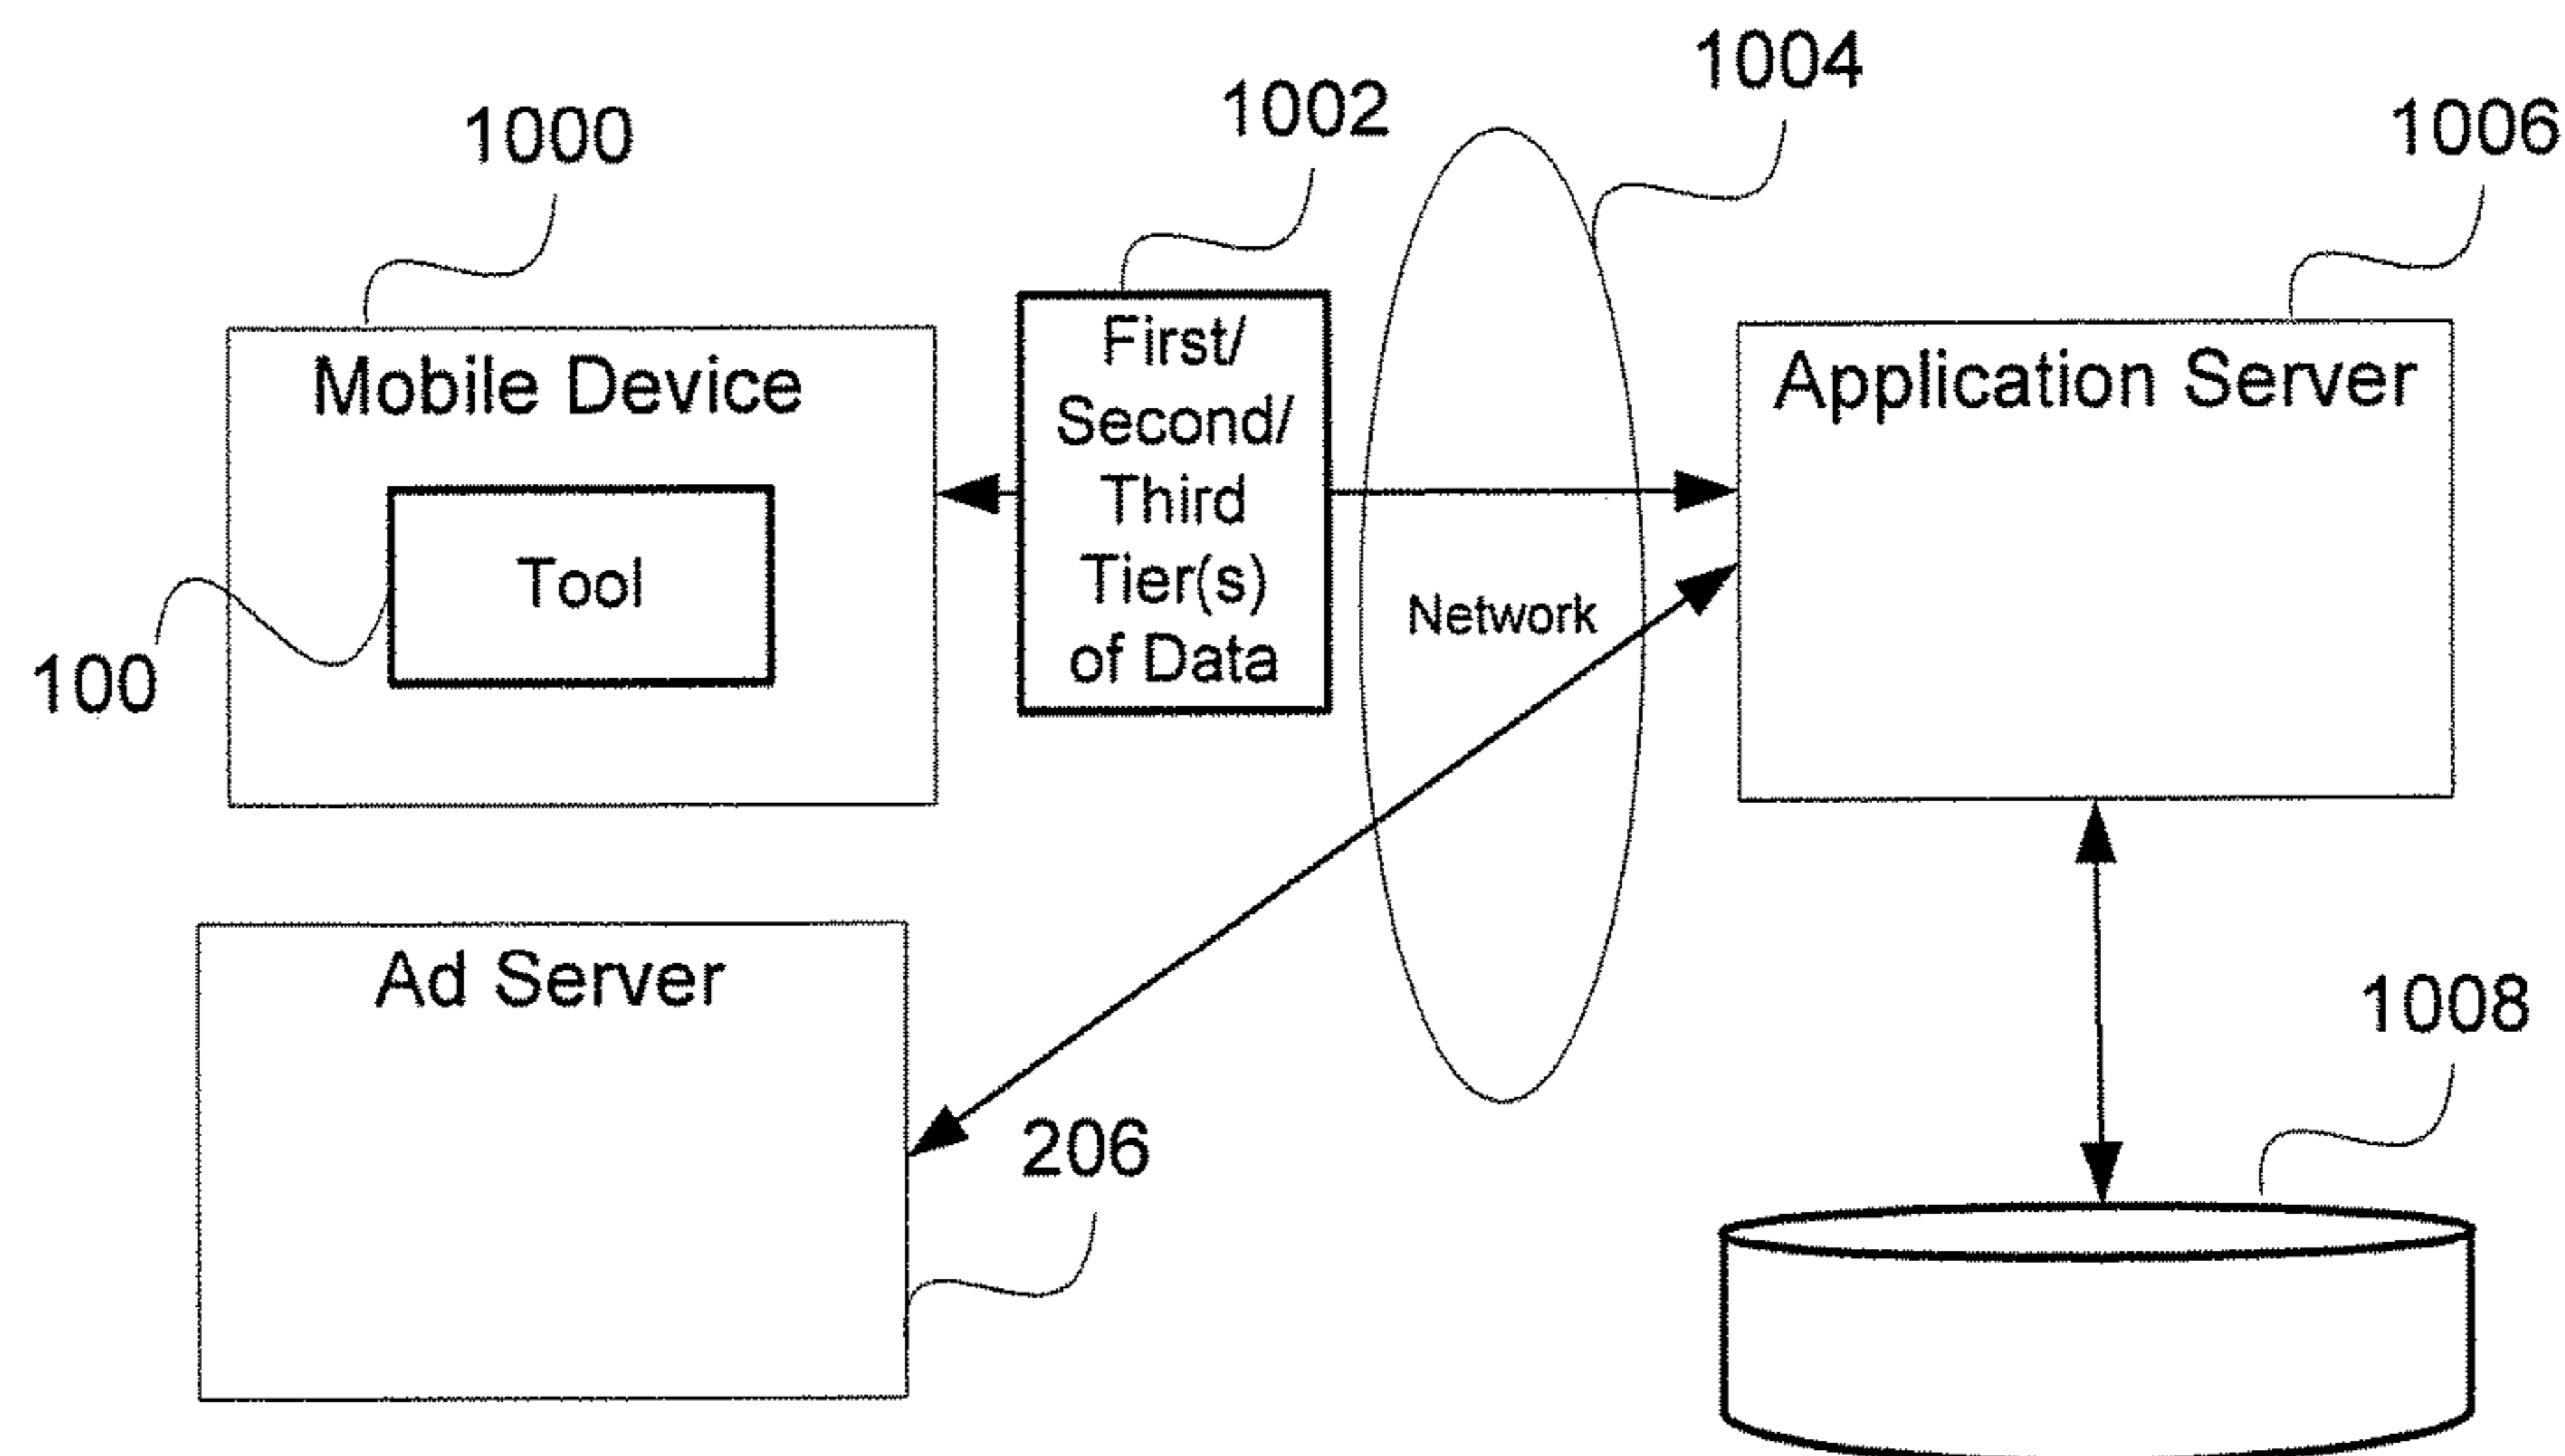 1004
1002
1006
1000
First/
Second/
Third
Tier(s)
of Data
Mobile Device
Application Server
Tool
Network
100
Ad Server
1008
206